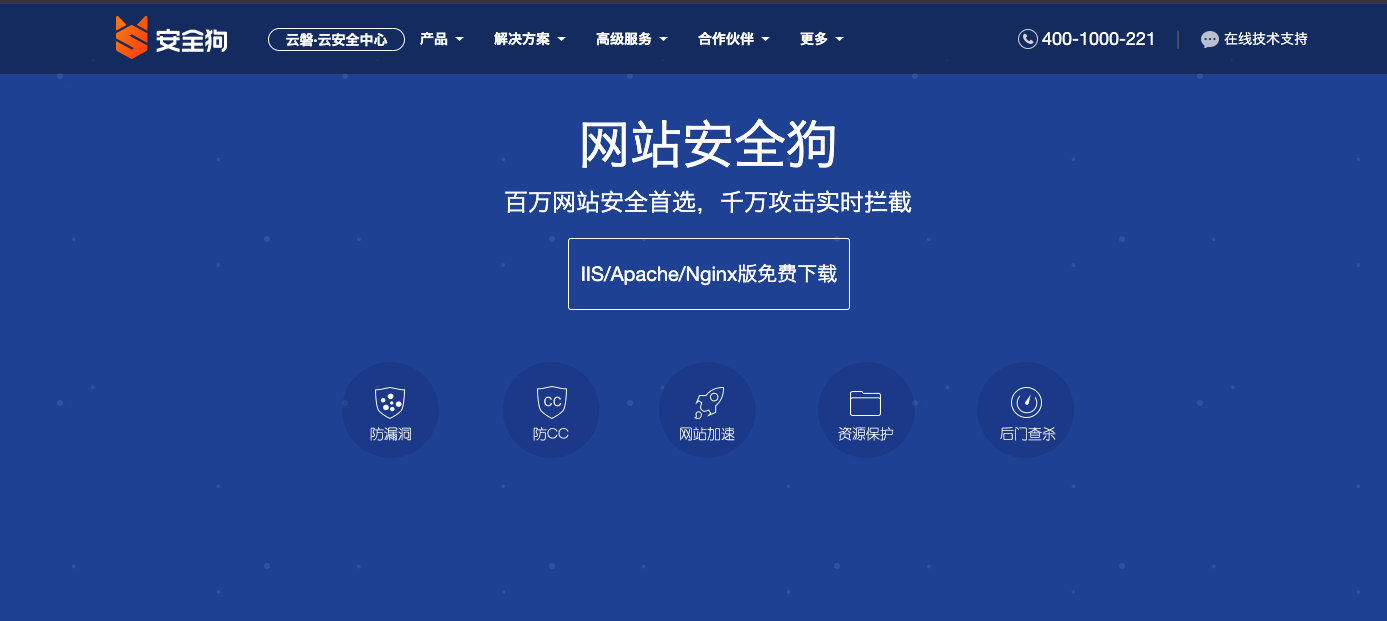 安全狗
云磐·云安全中心 产品 解决方案 高级服务 合作伙伴 更多
400-1000-221
在线技术支持
网站安全狗
百万网站安全首选，千万攻击实时拦截
IIS/Apache/Nginx版免费下载
CC
防漏洞 防CC 网站加速 资源保护 后门查杀